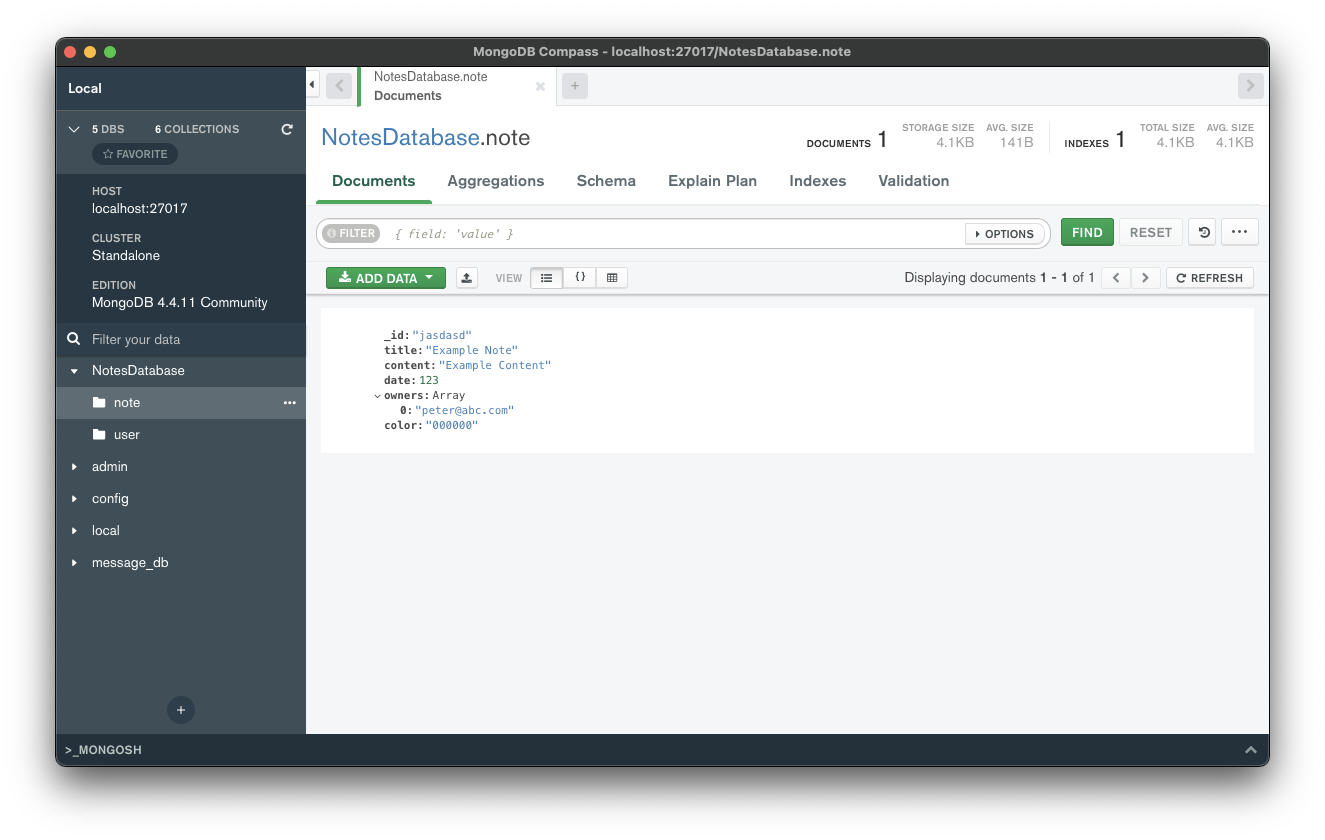 MongoDB Compass - localhost:27017/NotesDatabase.note
Local
5 DBS 6 COLLECTIONS
FAVORITE
HOST
localhost:27017
CLUSTER
Standalone
EDITION
MongoDB 4.4.11 Community
Filter your data
NotesDatabase
note
user
admin
config
local
message_db
NotesDatabase.note
Documents
NotesDatabase.note
DOCUMENTS 1
STORAGE SIZE
4.1KB
AVG. SIZE
141B
INDEXES 1
TOTAL SIZE
4.1KB
AVG. SIZE
4.1KB
Documents Aggregations Schema Explain Plan Indexes Validation
FILTER { field: 'value' } OPTIONS FIND RESET
ADD DATA VIEW { } Displaying documents 1 - 1 of 1 REFRESH
_id: "jasdasd"
title: "Example Note"
content: "Example Content"
date: 123
owners: Array
0: "peter@abc.com"
color: "000000"
>_MONGOSH